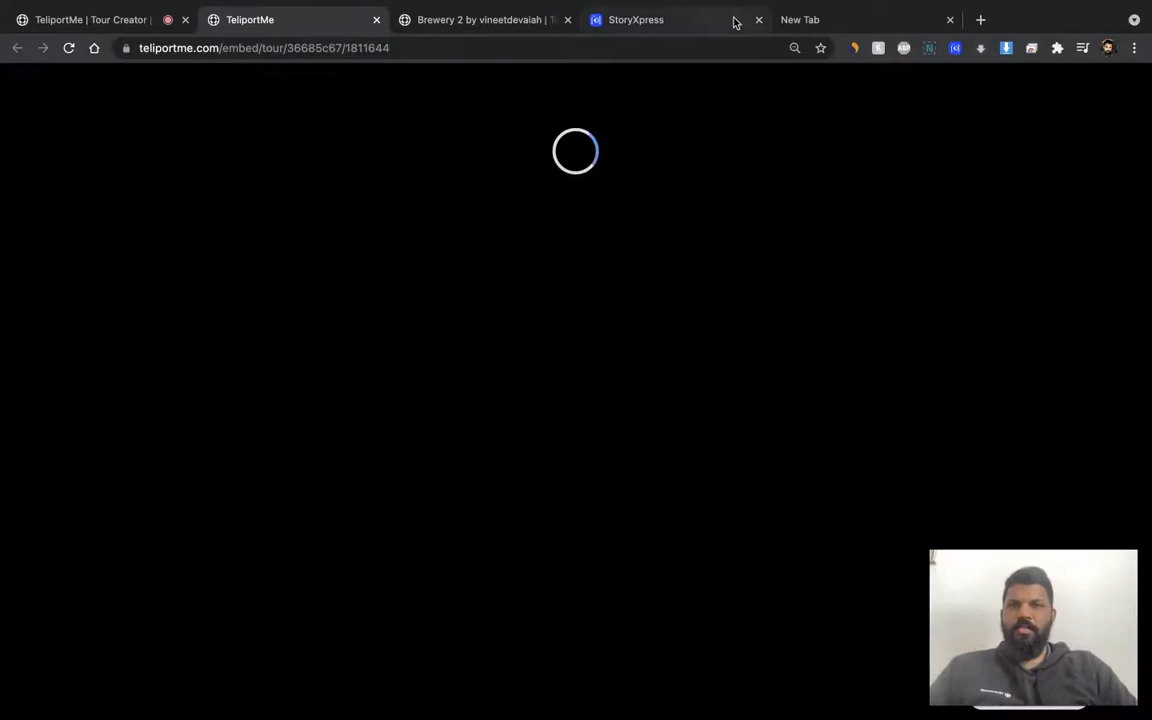 TeliportMe | Tour Creator |
TeliportMe
Brewery 2 by vineetdevaiah |
StoryXpress
New Tab
teliportme.com/embed/tour/36685c67/1811644